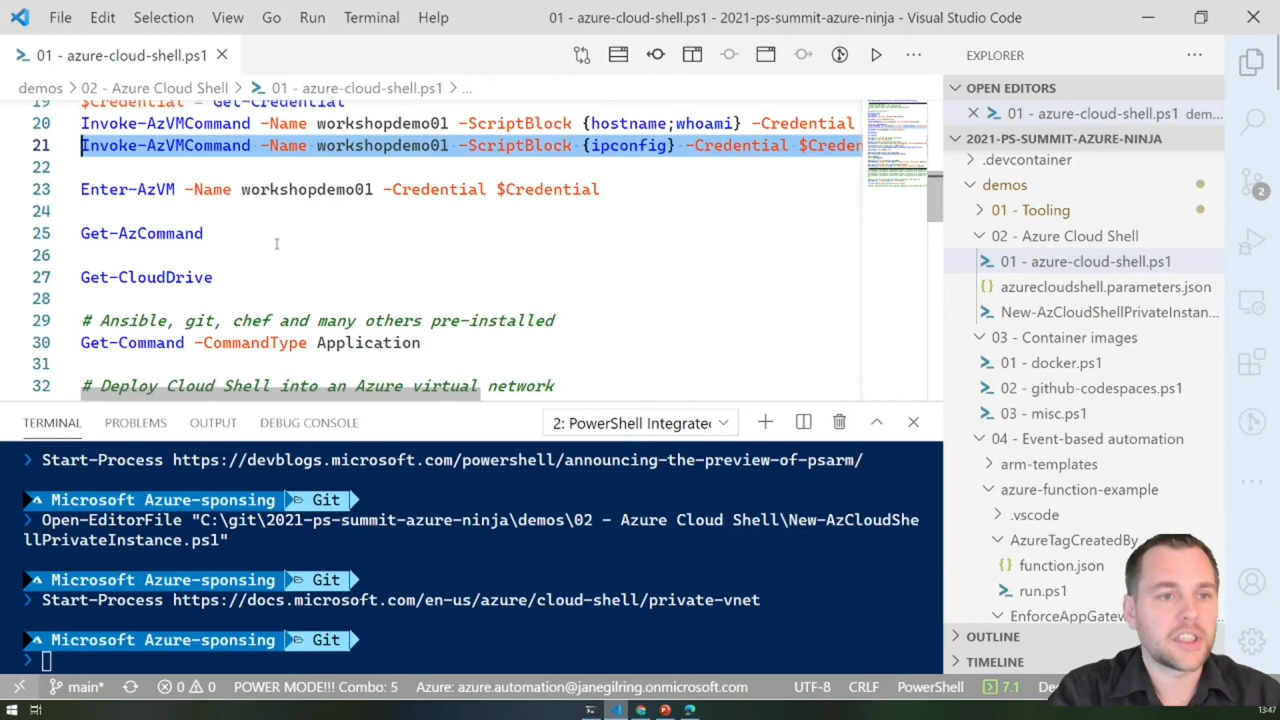 File Edit Selection View Go Run Terminal Help 01 - azure-cloud-shell.ps1 - 2021-ps-summit-azure-ninja - Visual Studio Code
01 - azure-cloud-shell.ps1
demos > 02 - Azure Cloud Shell > 01 - azure-cloud-shell.ps1 > ...
19 $Credential = Get-Credential
20 Invoke-AzVMCommand -Name workshopdemo01 -ScriptBlock {hostname;whoami} -Credential
21 Invoke-AzVMCommand -Name workshopdemo01 -ScriptBlock {ipconfig} -Credential $Creden
22
23 Enter-AzVM -Name workshopdemo01 -Credential $Credential
24
25 Get-AzCommand
26
27 Get-CloudDrive
28
29 # Ansible, git, chef and many others pre-installed
30 Get-Command -CommandType Application
31
32 # Deploy Cloud Shell into an Azure virtual network
TERMINAL PROBLEMS OUTPUT DEBUG CONSOLE 2: PowerShell Integrate
> Start-Process https://devblogs.microsoft.com/powershell/announcing-the-preview-of-psarm/
Microsoft Azure-sponsing Git
> Open-EditorFile "C:\git\2021-ps-summit-azure-ninja\demos\02 - Azure Cloud Shell\New-AzCloudShe
llPrivateInstance.ps1"
Microsoft Azure-sponsing Git
> Start-Process https://docs.microsoft.com/en-us/azure/cloud-shell/private-vnet
Microsoft Azure-sponsing Git
>
EXPLORER
OPEN EDITORS
01 - azure-cloud-shell.ps1 dem...
-PS-SUMMIT-AZURE-NINJA
devcontainer
demos
01 - Tooling
2
02 - Azure Cloud Shell
01 - azure-cloud-shell.ps1
azurecloudshell.parameters.json
New-AzCloudShellPrivateInstan...
03 - Container images
01 - docker.ps1
02 - github-codespaces.ps1
03 - misc.ps1
04 - Event-based automation
arm-templates
azure-function-example
.vscode
AzureTagCreatedBy
function.json
run.ps1
EnforceAppGatew
OUTLINE
TIMELINE
main* 0 0 POWER MODE!!! Combo: 5 Azure: azure.automation@janegilring.onmicrosoft.com UTF-8 CRLF PowerShell 7.1
13:47